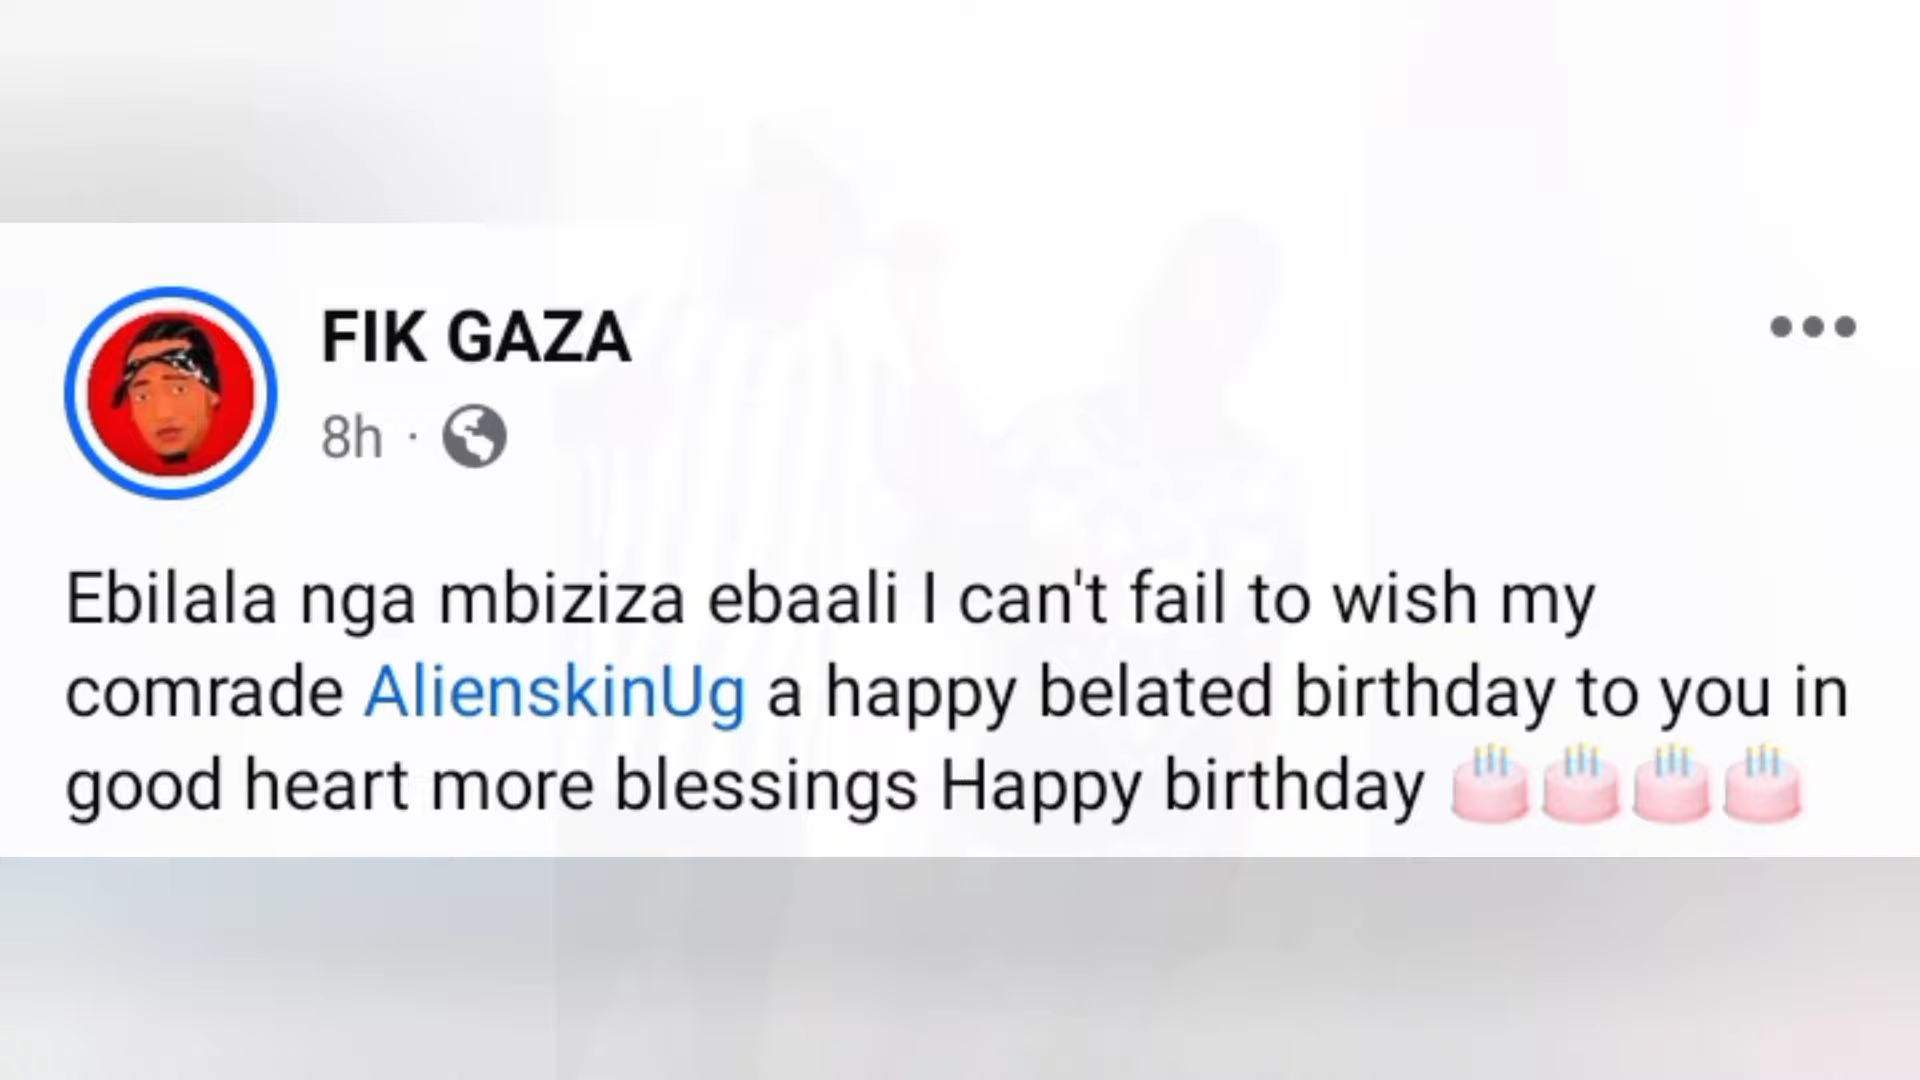 FIK GAZA
8h ·
Ebilala nga mbiziza ebaali I can't fail to wish my
comrade AlienskinUg a happy belated birthday to you in
good heart more blessings Happy birthday 🎂🎂🎂🎂